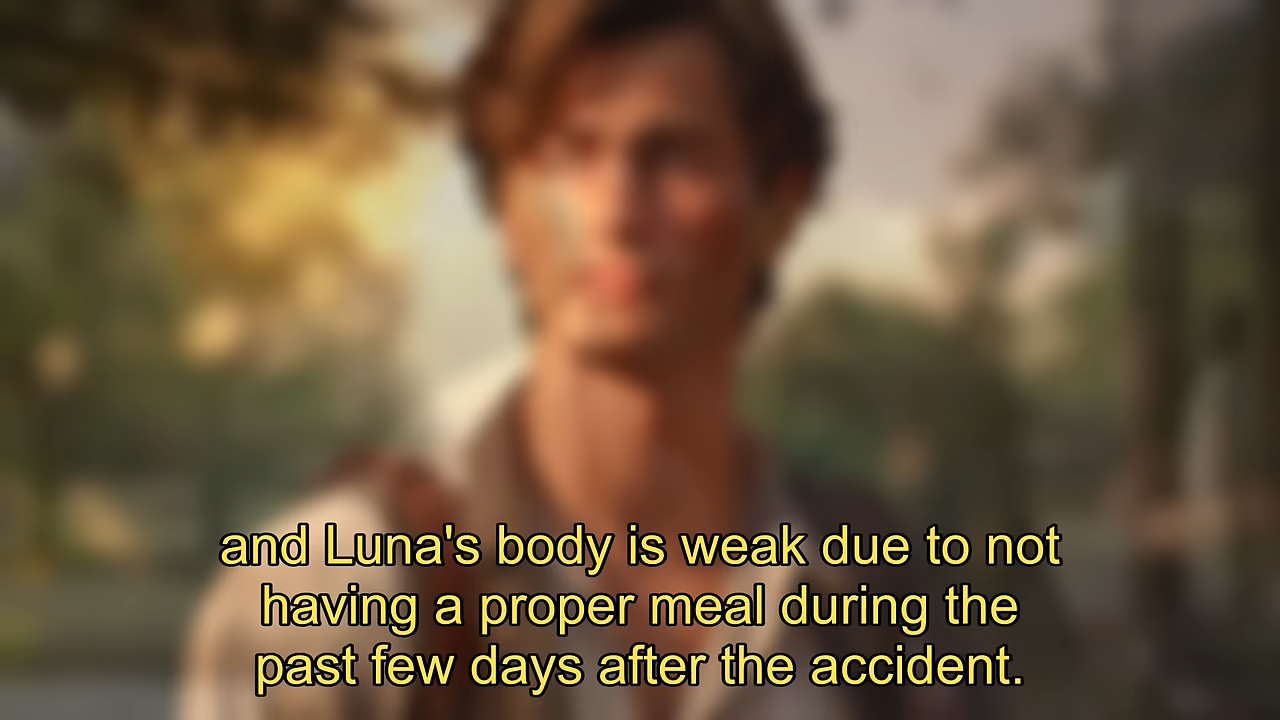 and Luna's body is weak due to not
having a proper meal during the
past few days after the accident.